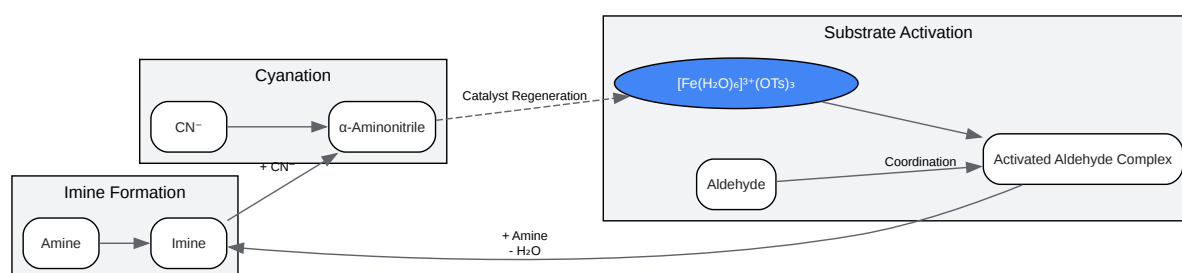 Substrate Activation
[Fe(H₂O)₆]³⁺(OTs)₃
Aldehyde
Coordination
Activated Aldehyde Complex
Cyanation
CN⁻
α-Aminonitrile
Catalyst Regeneration
+ CN⁻
Imine Formation
Amine
Imine
+ Amine
- H₂O